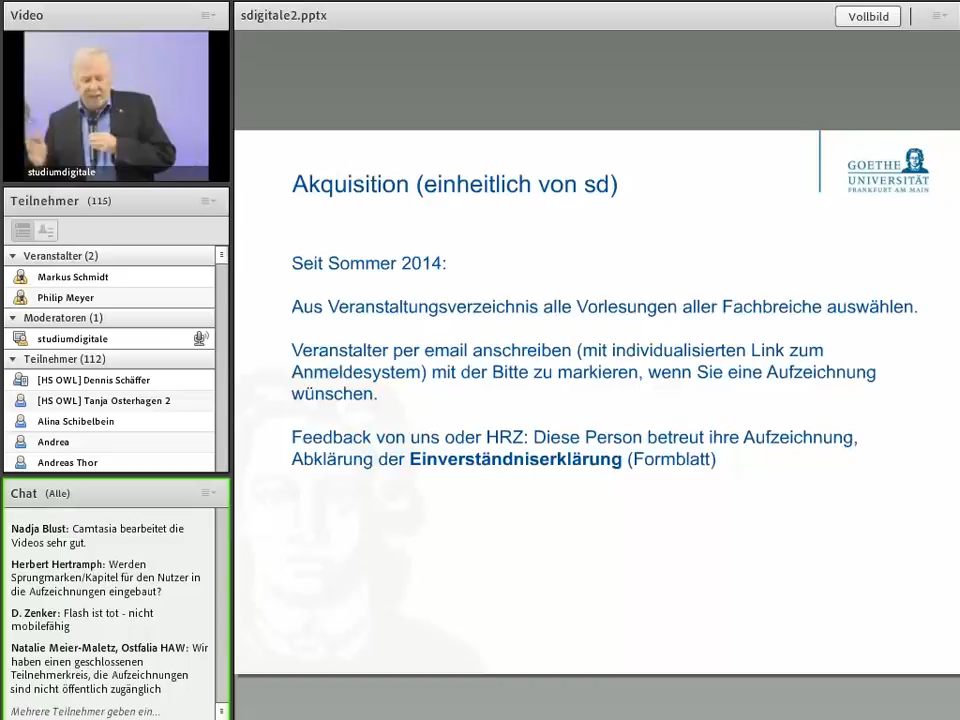 Video
sdigitale2.pptx
Vollbild
studiumdigitale
Teilnehmer (115)
Veranstalter (2)
Markus Schmidt
Philip Meyer
Moderatoren (1)
studiumdigitale
Teilnehmer (112)
[HS OWL] Dennis Schäffer
[HS OWL] Tanja Osterhagen 2
Alina Schibelbein
Andrea
Andreas Thor
Chat (Alle)
Nadja Blust: Camtasia bearbeitet die
Videos sehr gut.
Herbert Hertramph: Werden
Sprungmarken/Kapitel für den Nutzer in
die Aufzeichnungen eingebaut?
D. Zenker: Flash ist tot - nicht
mobilefähig
Natalie Meier-Maletz, Ostfalia HAW: Wir
haben einen geschlossenen
Teilnehmerkreis, die Aufzeichnungen
sind nicht öffentlich zugänglich
Mehrere Teilnehmer geben ein...
Akquisition (einheitlich von sd)
GOETHE
UNIVERSITÄT
FRANKFURT AM MAIN
Seit Sommer 2014:
Aus Veranstaltungsverzeichnis alle Vorlesungen aller Fachbreiche auswählen.
Veranstalter per email anschreiben (mit individualisierten Link zum
Anmeldesystem) mit der Bitte zu markieren, wenn Sie eine Aufzeichnung
wünschen.
Feedback von uns oder HRZ: Diese Person betreut ihre Aufzeichnung,
Abklärung der Einverständniserklärung (Formblatt)